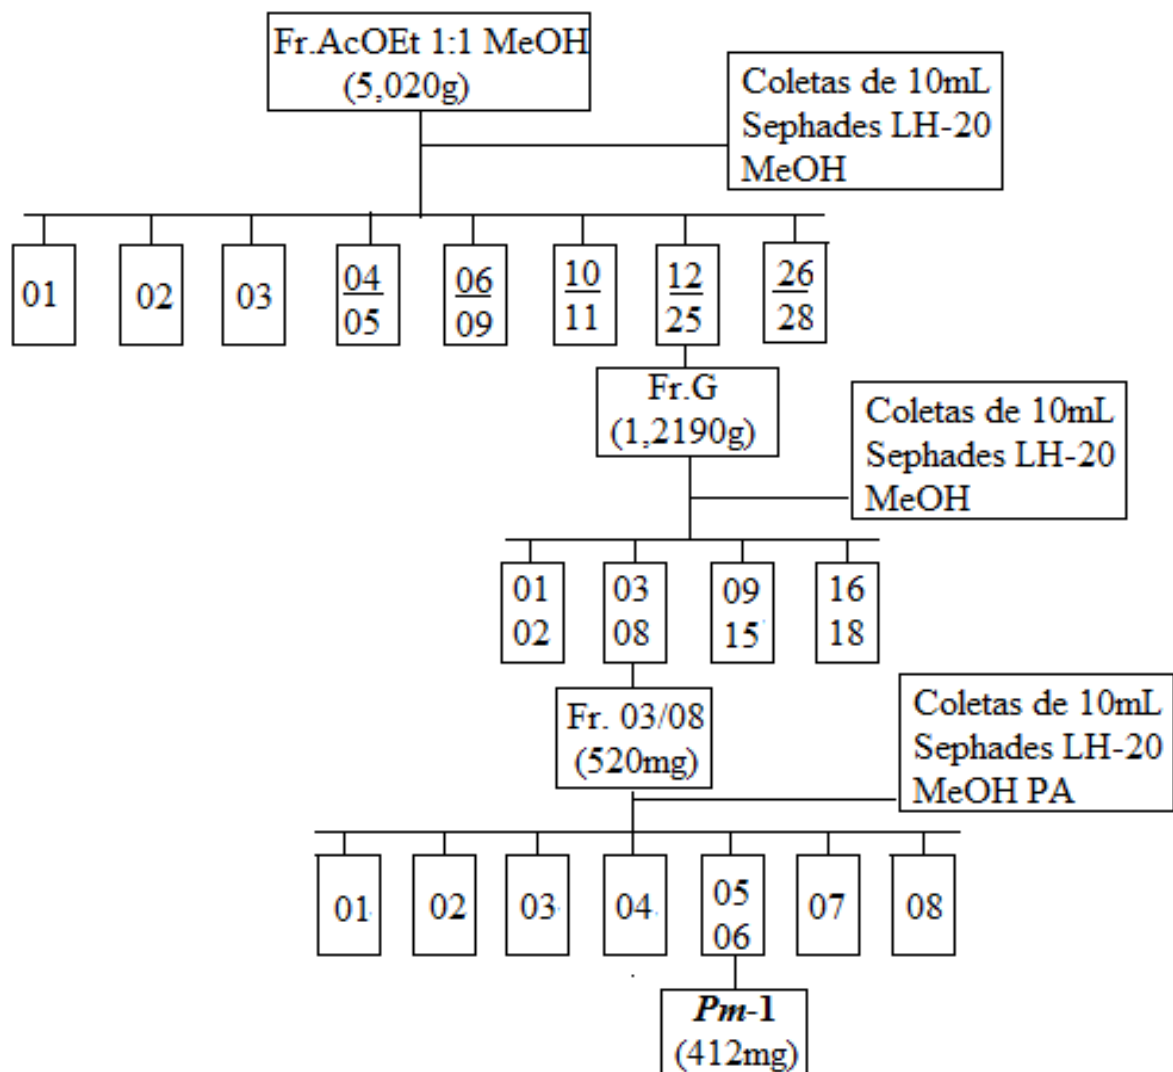 Fr.AcOEt 1:1 MeOH
(5,020g)
Coletas de 10mL
Sephades LH-20
MeOH
01
02
03
04
05
06
09
10
11
12
25
26
28
Fr.G
(1,2190g)
Coletas de 10mL
Sephades LH-20
MeOH
01
02
03
08
09
15
16
18
Fr. 03/08
(520mg)
Coletas de 10mL
Sephades LH-20
MeOH PA
01
02
03
04
05
06
07
08
Pm-1
(412mg)